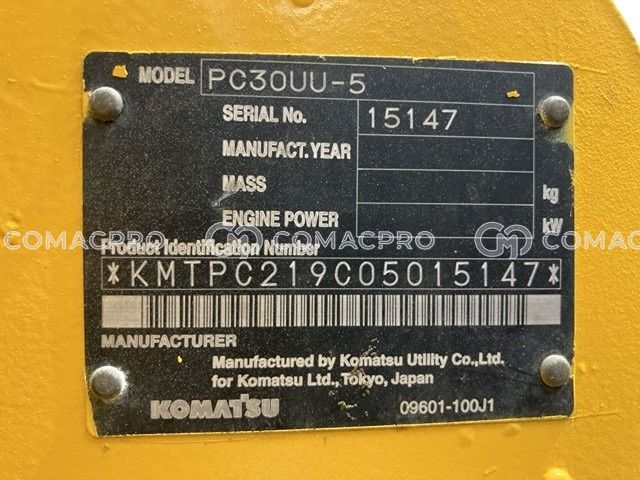 MODEL PC30UU-5
SERIAL No. 15147
MANUFACT.YEAR
MASS kg
ENGINE POWER kW
COMACPRO COMACPRO COMACPRO
Product Identification Number
*KMTPC219C05015147*
MANUFACTURER
Manufactured by Komatsu Utility Co.,Ltd.
for Komatsu Ltd.,Tokyo, Japan
KOMATSU 09601-100J1